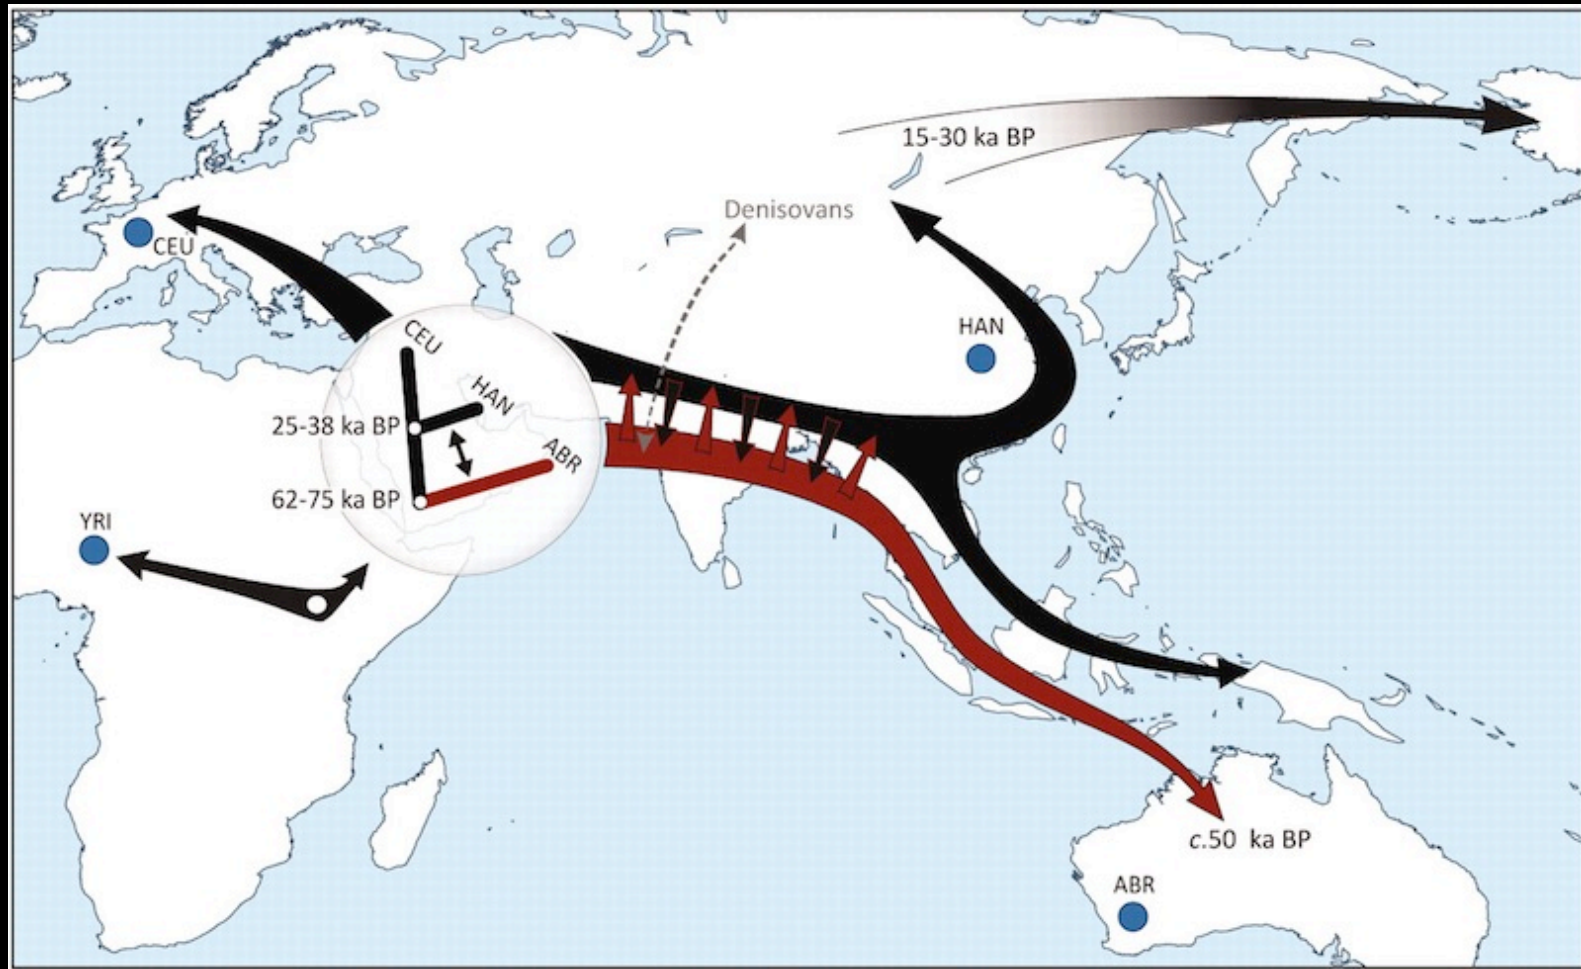 15-30 ka BP
Denisovans
CEU
HAN
CEU
HAN
25-38 ka BP
ABR
62-75 ka BP
YRI
c.50 ka BP
ABR